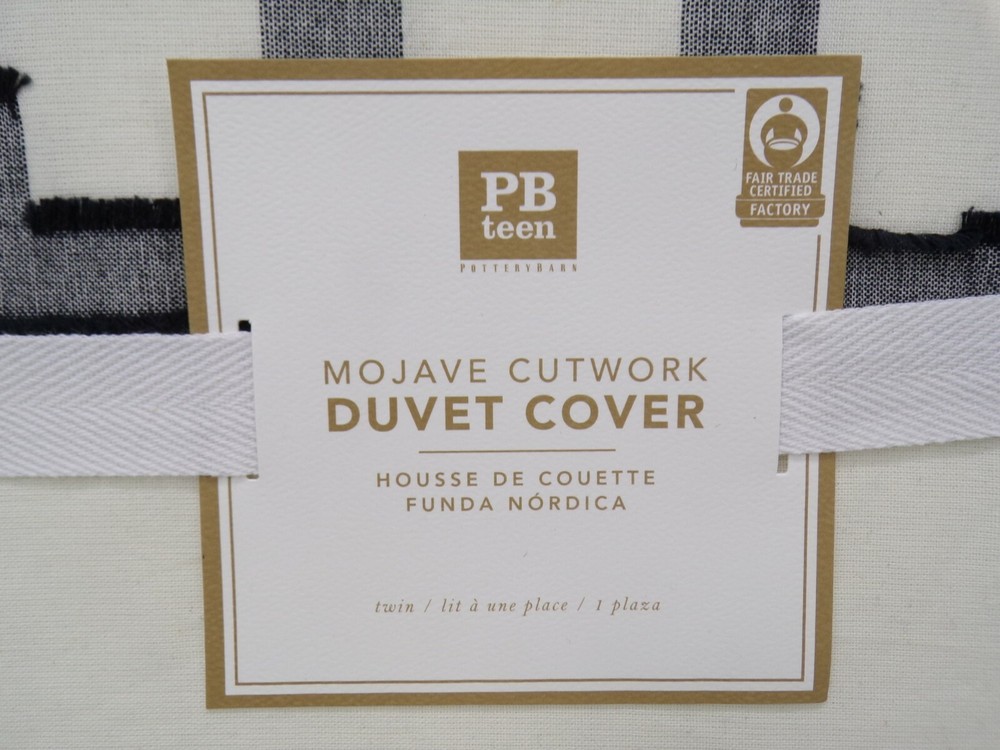 PB
teen
POTTERYBARN
FAIR TRADE
CERTIFIED
FACTORY
MOJAVE CUTWORK
DUVET COVER
HOUSSE DE COUETTE
FUNDA NÓRDICA
twin / lit à une place / 1 plaza